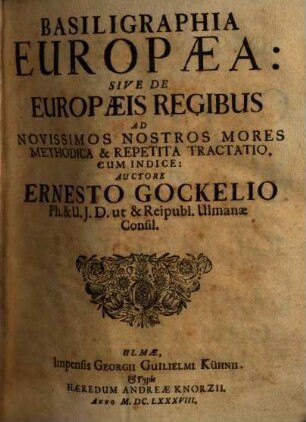 BASILIGRAPHIA
EUROPÆA:
SIVE DE
EUROPÆIS REGIBUS
AD
NOVISSIMOS NOSTROS MORES
METHODICA & REPETITA TRACTATIO,
CUM INDICE:
AUCTORE
ERNESTO GOCKELIO
Ph. & U. J. D. ut & Reipubl. Ulmanæ
Consil.
ULMÆ,
Impensis GEORGII GUILIELMI KÜHNII.
& Typis
HÆREDUM ANDREÆ KNORZII.
ANNO M. DC. LXXXVIII.